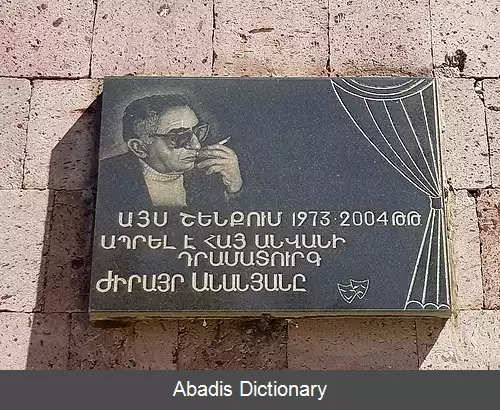 ԱՅՍ ՇԵՆՔՈՒՄ 1973-2004ԹԹ
ԱՊՐԵԼ Է ՀԱՅ ԱՆՎԱՆԻ
ԴՐԱՄԱՏՈՒՐԳ
ԺԻՐԱՅՐ ԱՆԱՆՅԱՆԸ
Abadis Dictionary